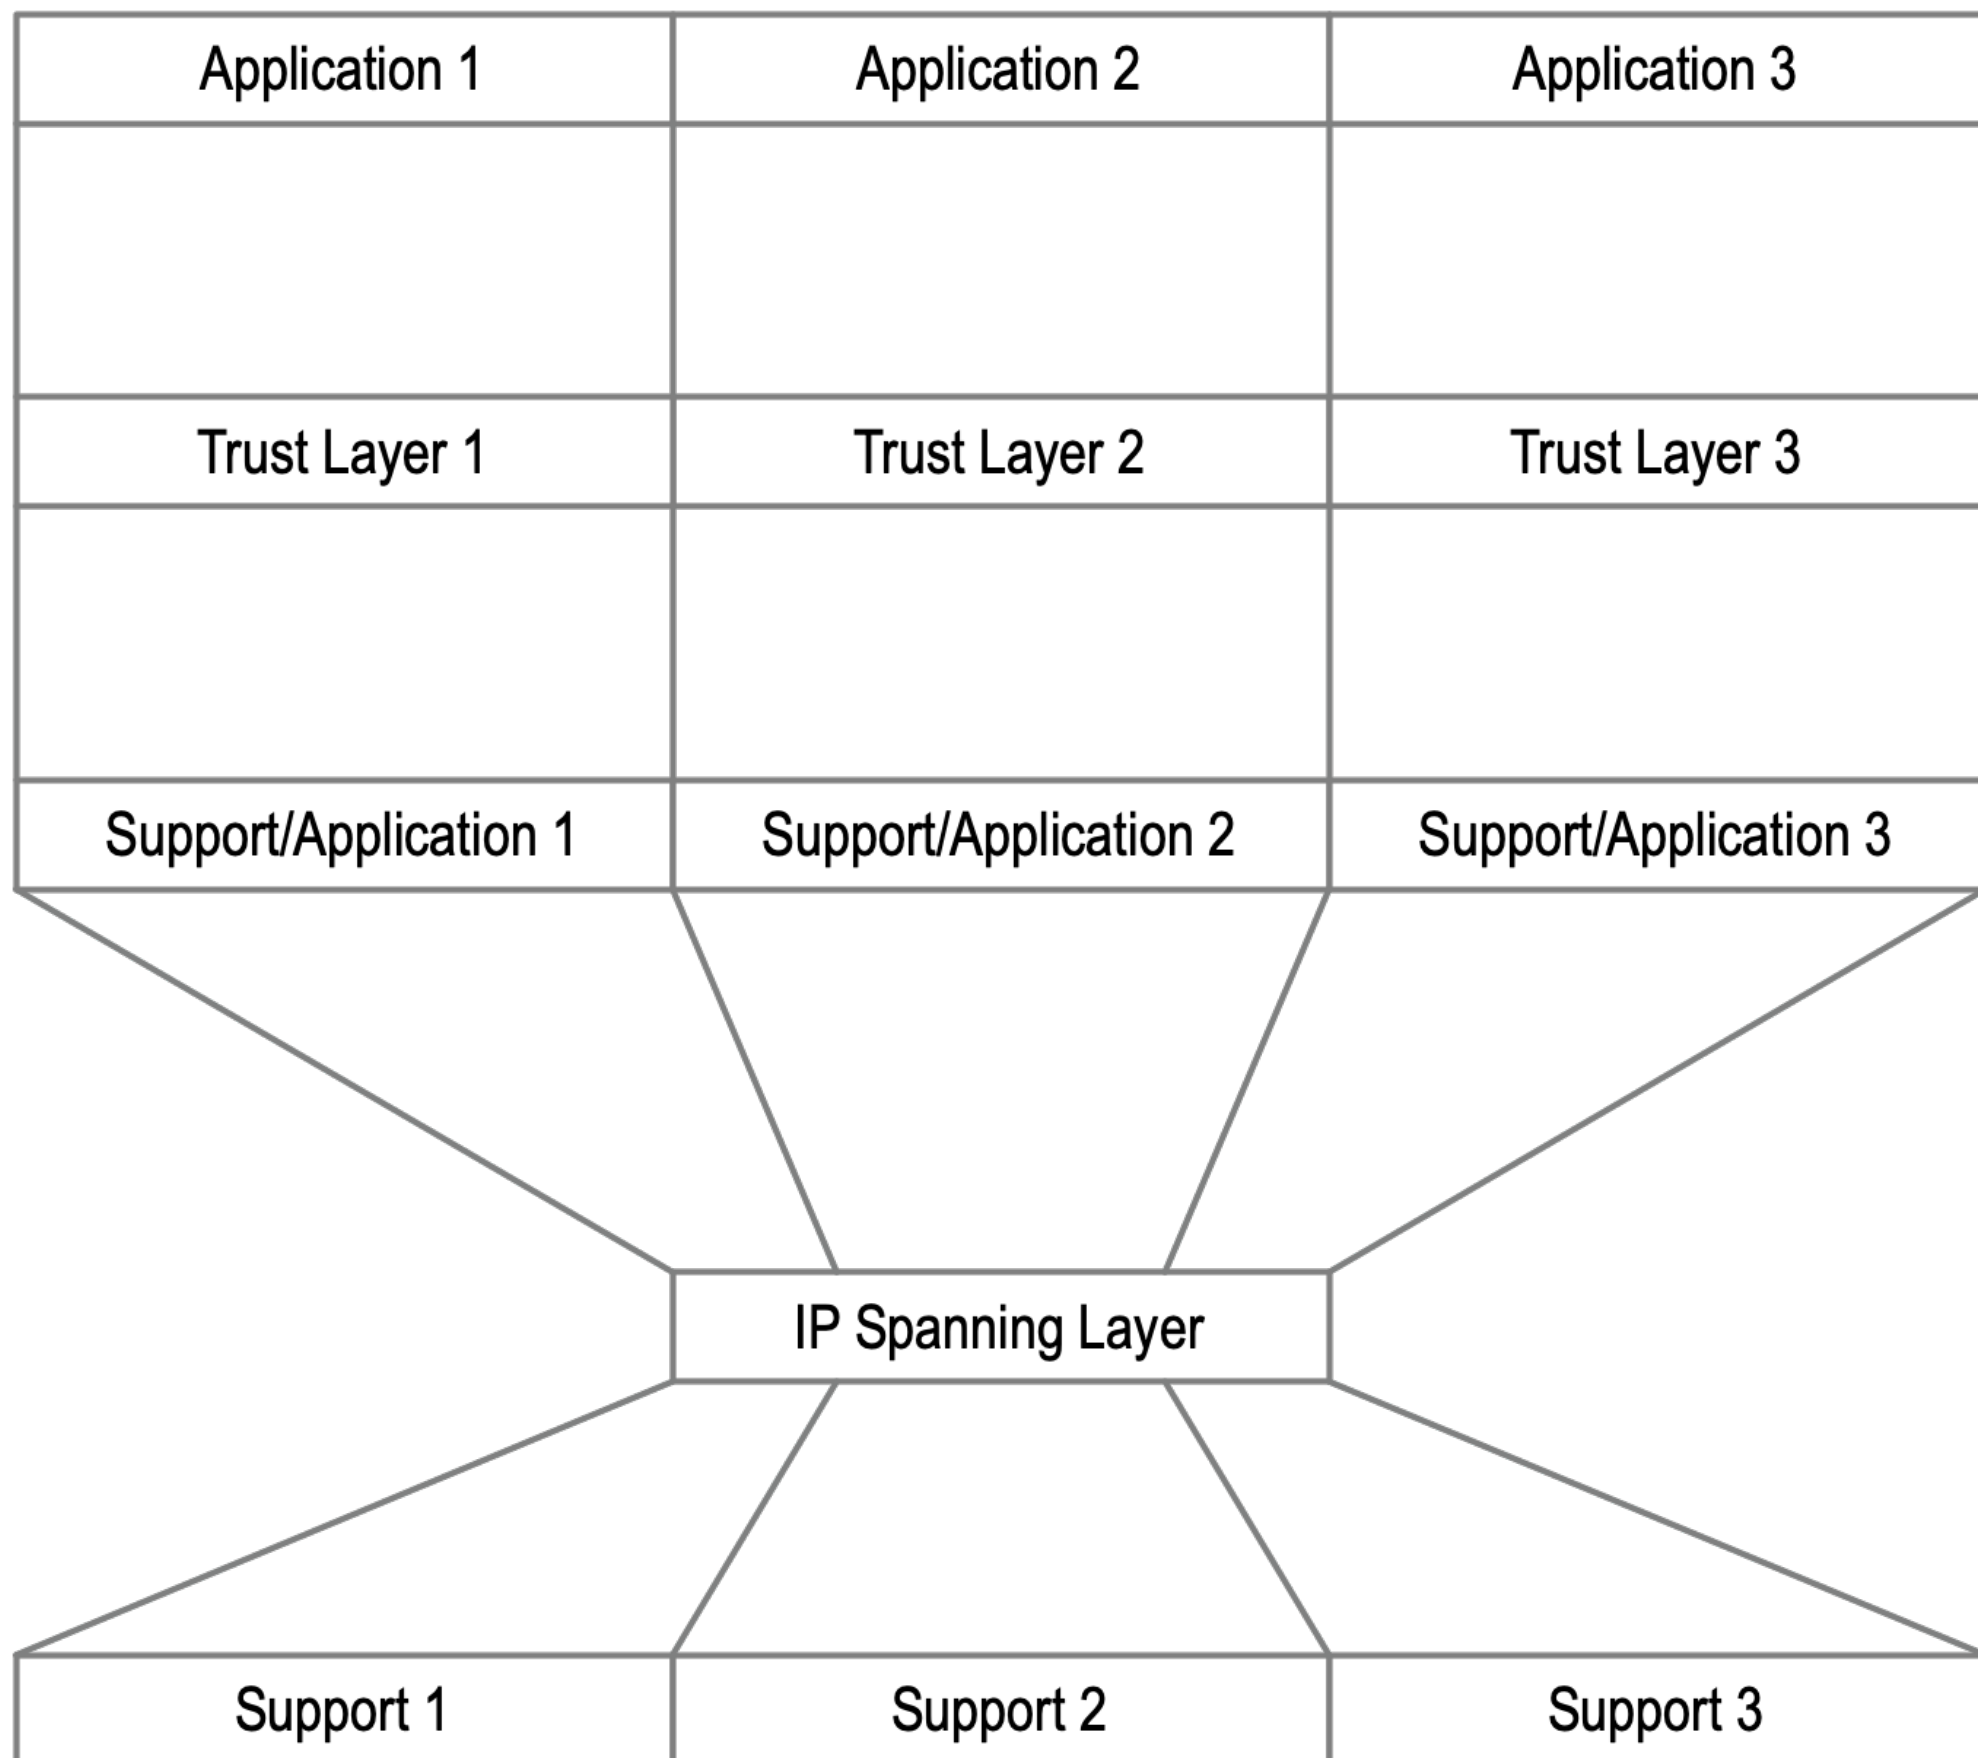 Application 1
Application 2
Application 3
Trust Layer 1
Trust Layer 2
Trust Layer 3
Support/Application 1
Support/Application 2
Support/Application 3
IP Spanning Layer
Support 1
Support 2
Support 3